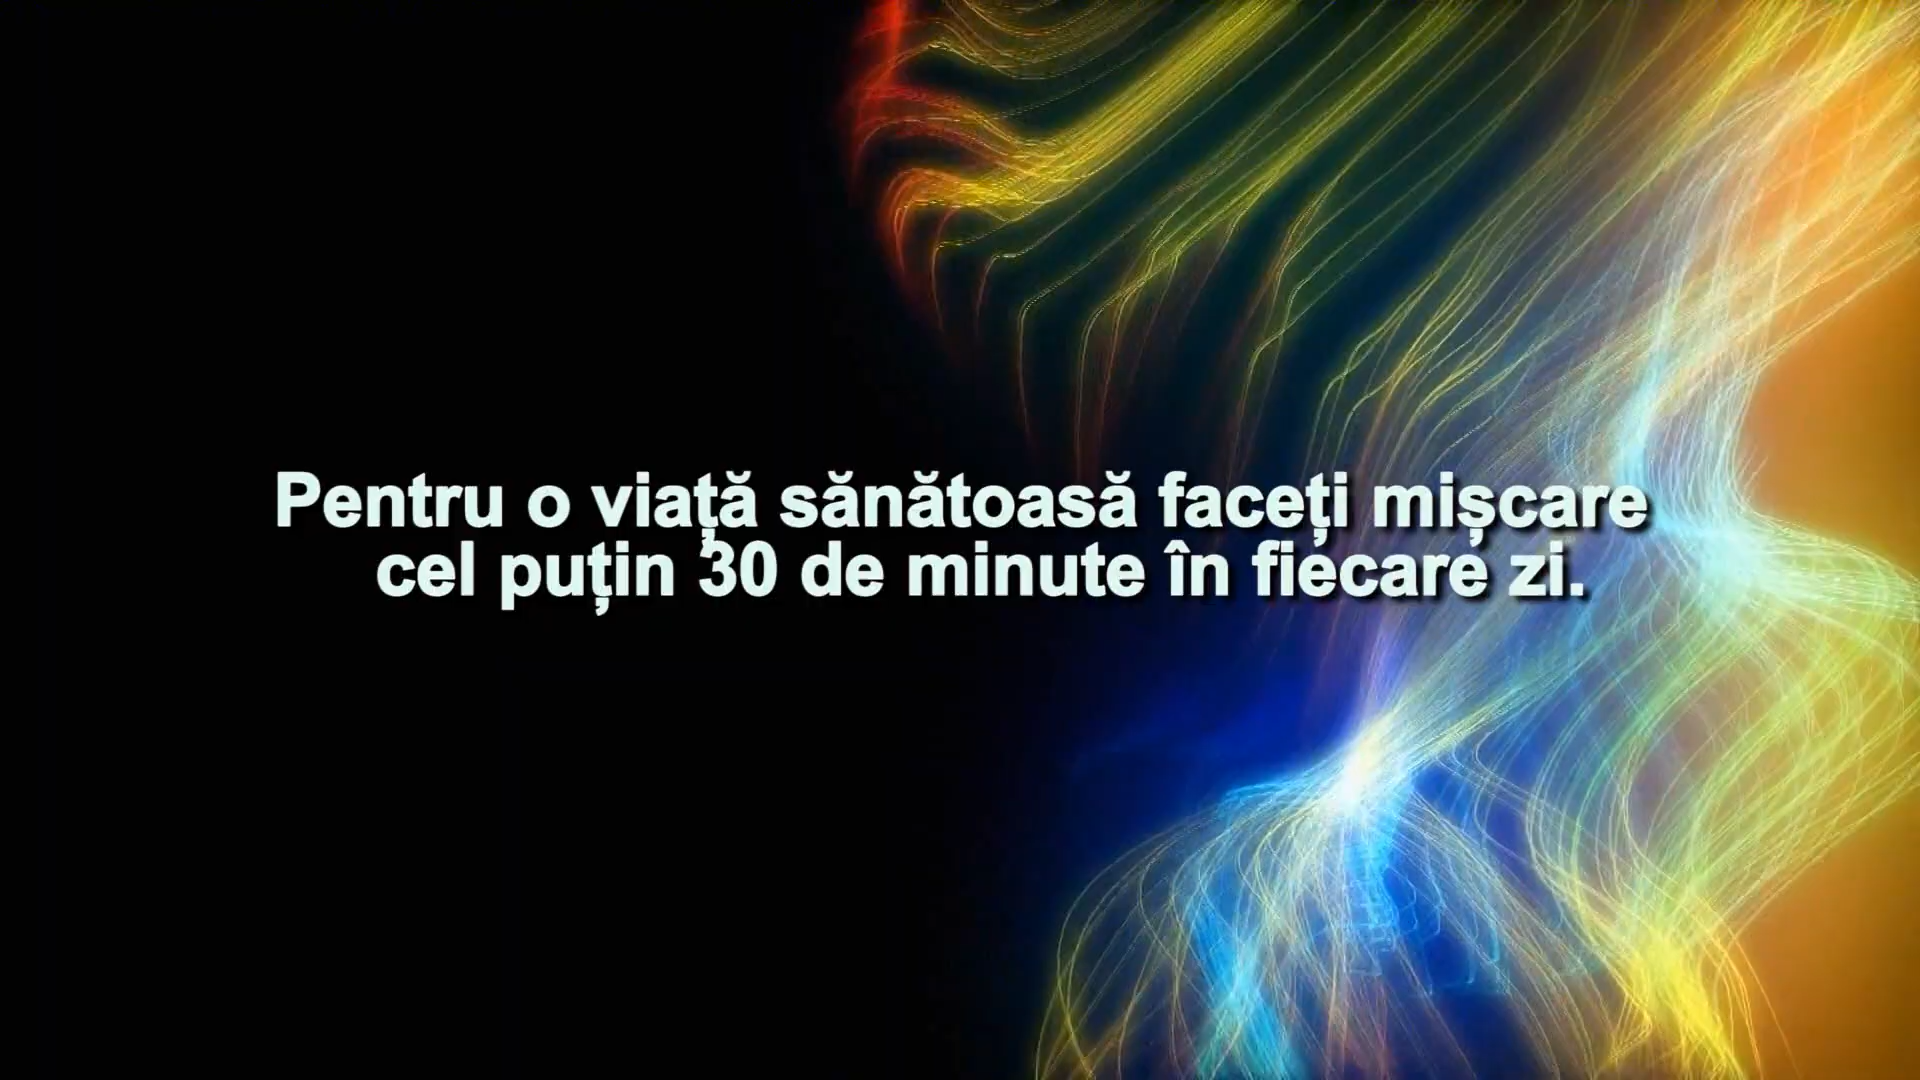 Pentru o viață sănătoasă faceți mișcare
cel puțin 30 de minute în fiecare zi.